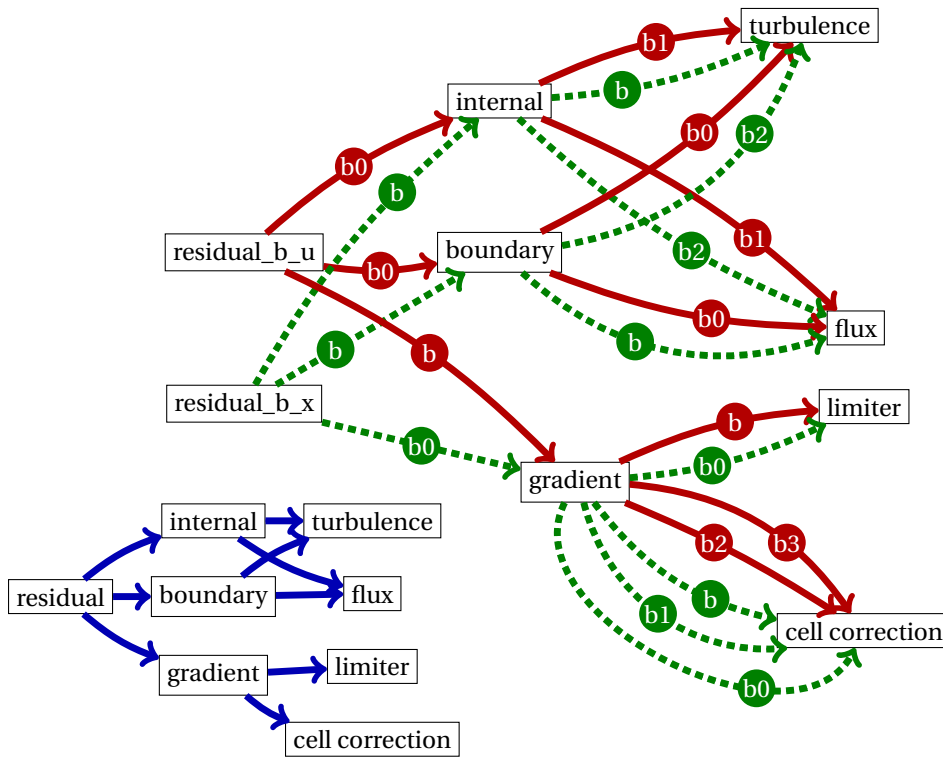 turbulence
b1
b
internal
b0
b2
b0
b
residual_b_u
boundary
b1
b2
b0
b0
flux
b
b
b
residual_b_x
limiter
b
b0
b0
gradient
internal
turbulence
b2
b3
residual
boundary
flux
b
b1
cell correction
gradient
limiter
b0
cell correction